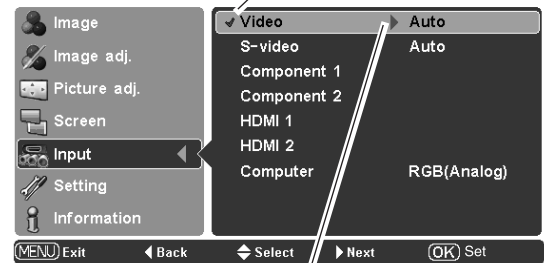 Image
Image adj.
Picture adj.
Screen
Input
Setting
Information
Video Auto
S-video Auto
Component 1
Component 2
HDMI 1
HDMI 2
Computer RGB(Analog)
MENU Exit Back Select Next OK Set